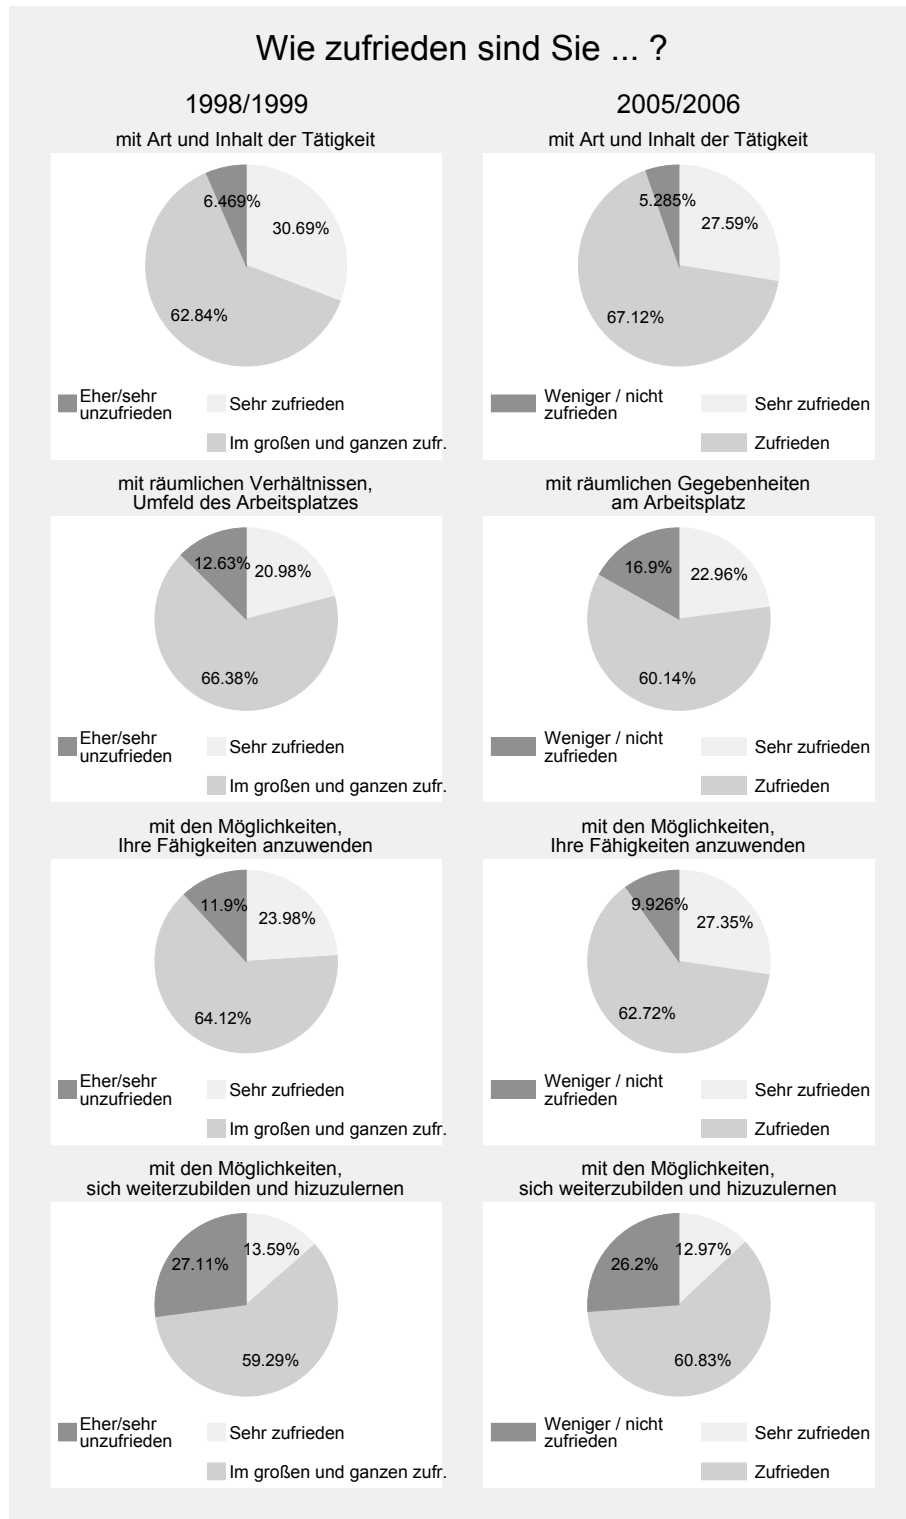 Wie zufrieden sind Sie ... ?
1998/1999
2005/2006
mit Art und Inhalt der Tätigkeit
6.469%
30.69%
62.84%
Eher/sehr
unzufrieden
Sehr zufrieden
Im großen und ganzen zufr.
mit Art und Inhalt der Tätigkeit
5.285%
27.59%
67.12%
Weniger / nicht
zufrieden
Sehr zufrieden
Zufrieden
mit räumlichen Verhältnissen,
Umfeld des Arbeitsplatzes
12.63%
20.98%
66.38%
Eher/sehr
unzufrieden
Sehr zufrieden
Im großen und ganzen zufr.
mit räumlichen Gegebenheiten
am Arbeitsplatz
16.9%
22.96%
60.14%
Weniger / nicht
zufrieden
Sehr zufrieden
Zufrieden
mit den Möglichkeiten,
Ihre Fähigkeiten anzuwenden
11.9%
23.98%
64.12%
Eher/sehr
unzufrieden
Sehr zufrieden
Im großen und ganzen zufr.
mit den Möglichkeiten,
Ihre Fähigkeiten anzuwenden
9.926%
27.35%
62.72%
Weniger / nicht
zufrieden
Sehr zufrieden
Zufrieden
mit den Möglichkeiten,
sich weiterzubilden und hizuzulernen
27.11%
13.59%
59.29%
Eher/sehr
unzufrieden
Sehr zufrieden
Im großen und ganzen zufr.
mit den Möglichkeiten,
sich weiterzubilden und hizuzulernen
26.2%
12.97%
60.83%
Weniger / nicht
zufrieden
Sehr zufrieden
Zufrieden